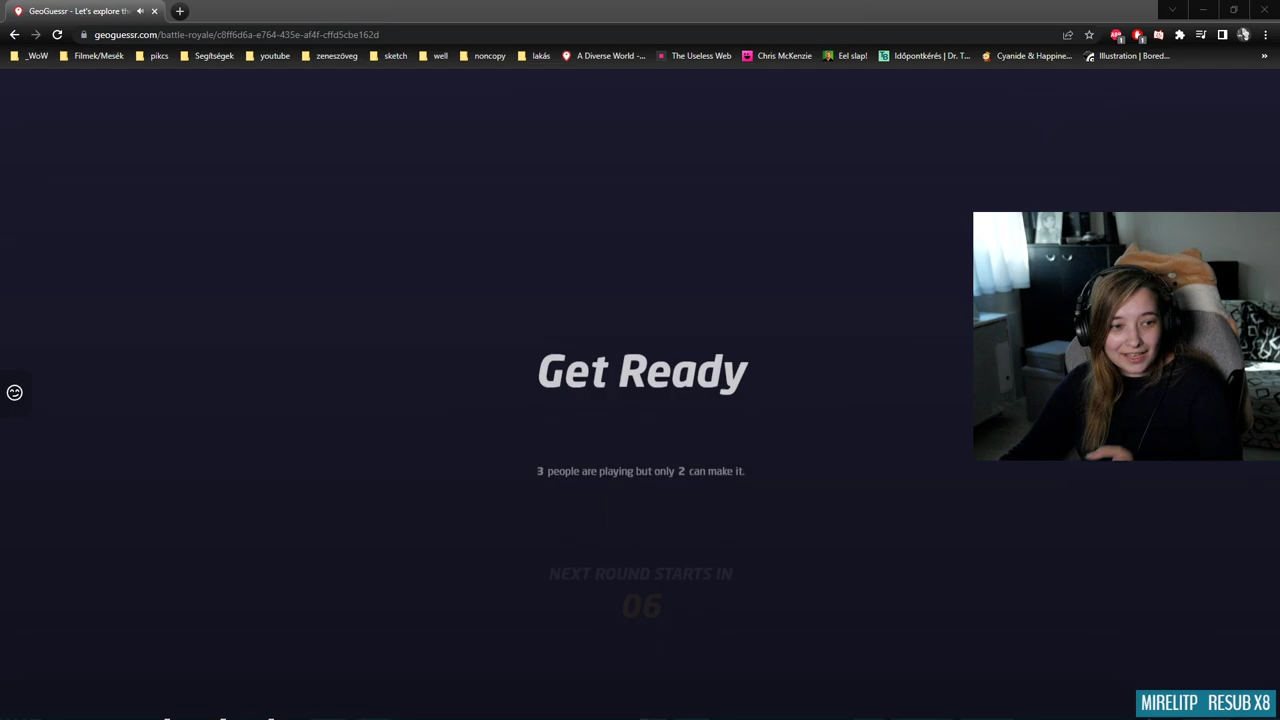 GeoGuessr - Let's explore the
geoguessr.com/battle-royale/c8ff6d6a-e764-435e-af4f-cffd5cbe162d
_WoW Filmek/Mesék pikcs Segítségek youtube zeneszöveg sketch well noncopy lakás A Diverse World -... The Useless Web Chris McKenzie Eel slap! Időpontkérés | Dr. T... Cyanide & Happine... Illustration | Bored... »
Get Ready
3 people are playing but only 2 can make it.
NEXT ROUND STARTS IN
06
MIRELITP RESUB X8